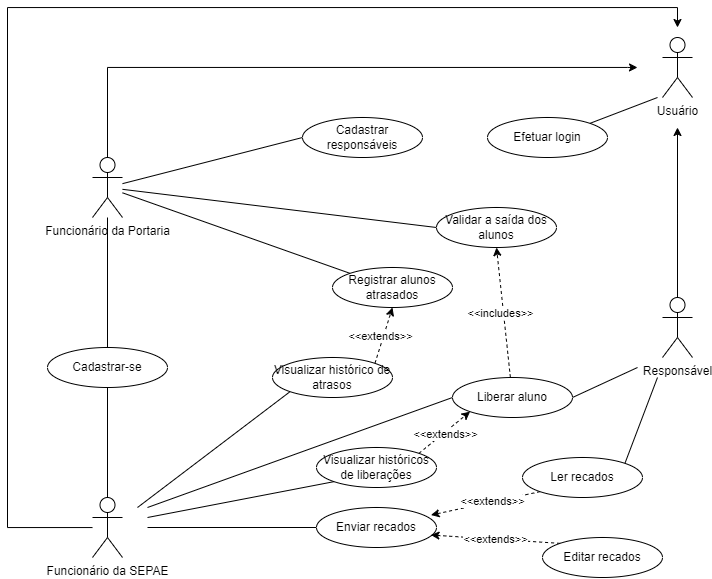 Usuário
Cadastrar
responsáveis
Efetuar login
Funcionário da Portaria
Validar a saída dos
alunos
Registrar alunos
atrasados
<<includes>>
<<extends>>
Cadastrar-se
Visualizar histórico de
atrasos
Responsável
Liberar aluno
<<extends>>
Visualizar históricos
de liberações
Ler recados
<<extends>>
Enviar recados
<<extends>>
Editar recados
Funcionário da SEPAE